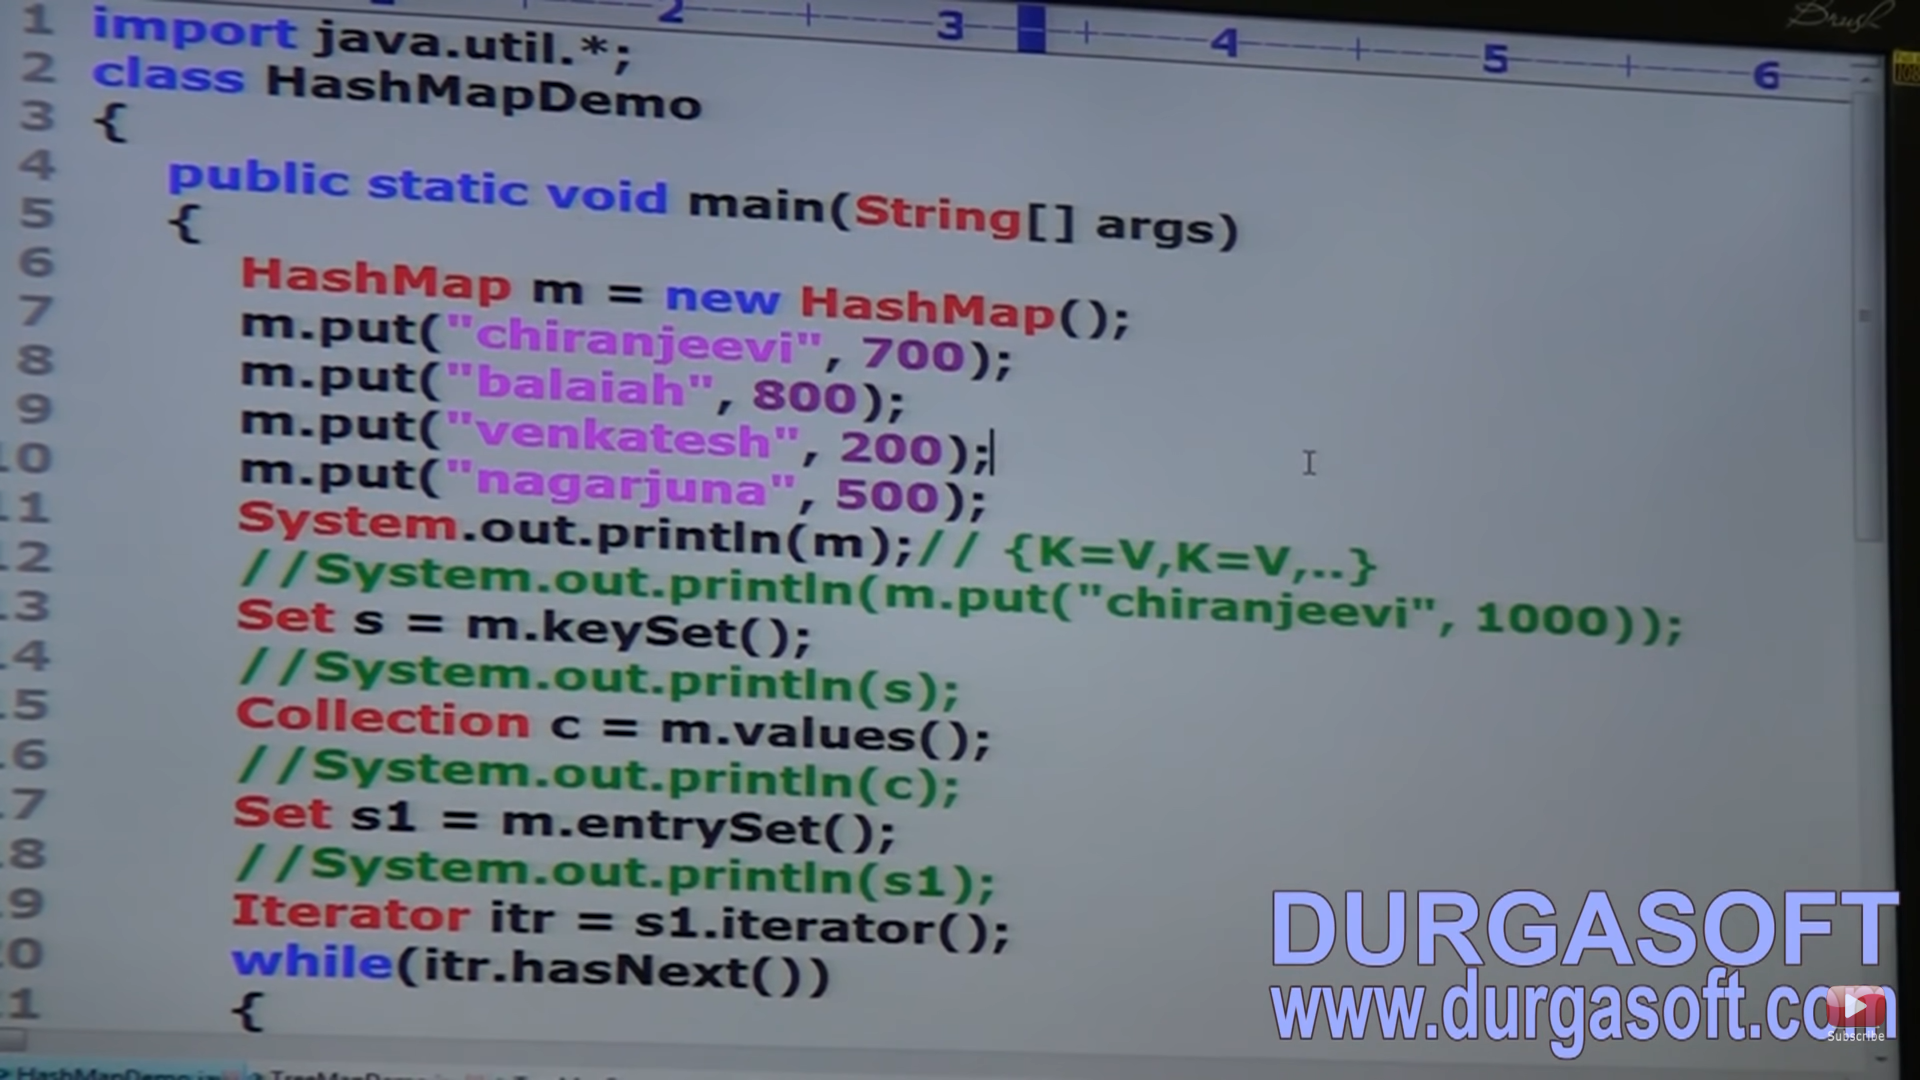 2 3 4 5 6
Brush
1 import java.util.*;
2 class HashMapDemo
3 {
4 public static void main(String[] args)
5 {
6 HashMap m = new HashMap();
7 m.put("chiranjeevi", 700);
8 m.put("balaiah", 800);
9 m.put("venkatesh", 200);
10 m.put("nagarjuna", 500);
11 System.out.println(m);// {K=V,K=V,..}
12 //System.out.println(m.put("chiranjeevi", 1000));
13 Set s = m.keySet();
14 //System.out.println(s);
15 Collection c = m.values();
16 //System.out.println(c);
17 Set s1 = m.entrySet();
18 //System.out.println(s1);
19 Iterator itr = s1.iterator();
20 while(itr.hasNext())
21 {
DURGASOFT
www.durgasoft.com
Subscribe
HashMapDemo